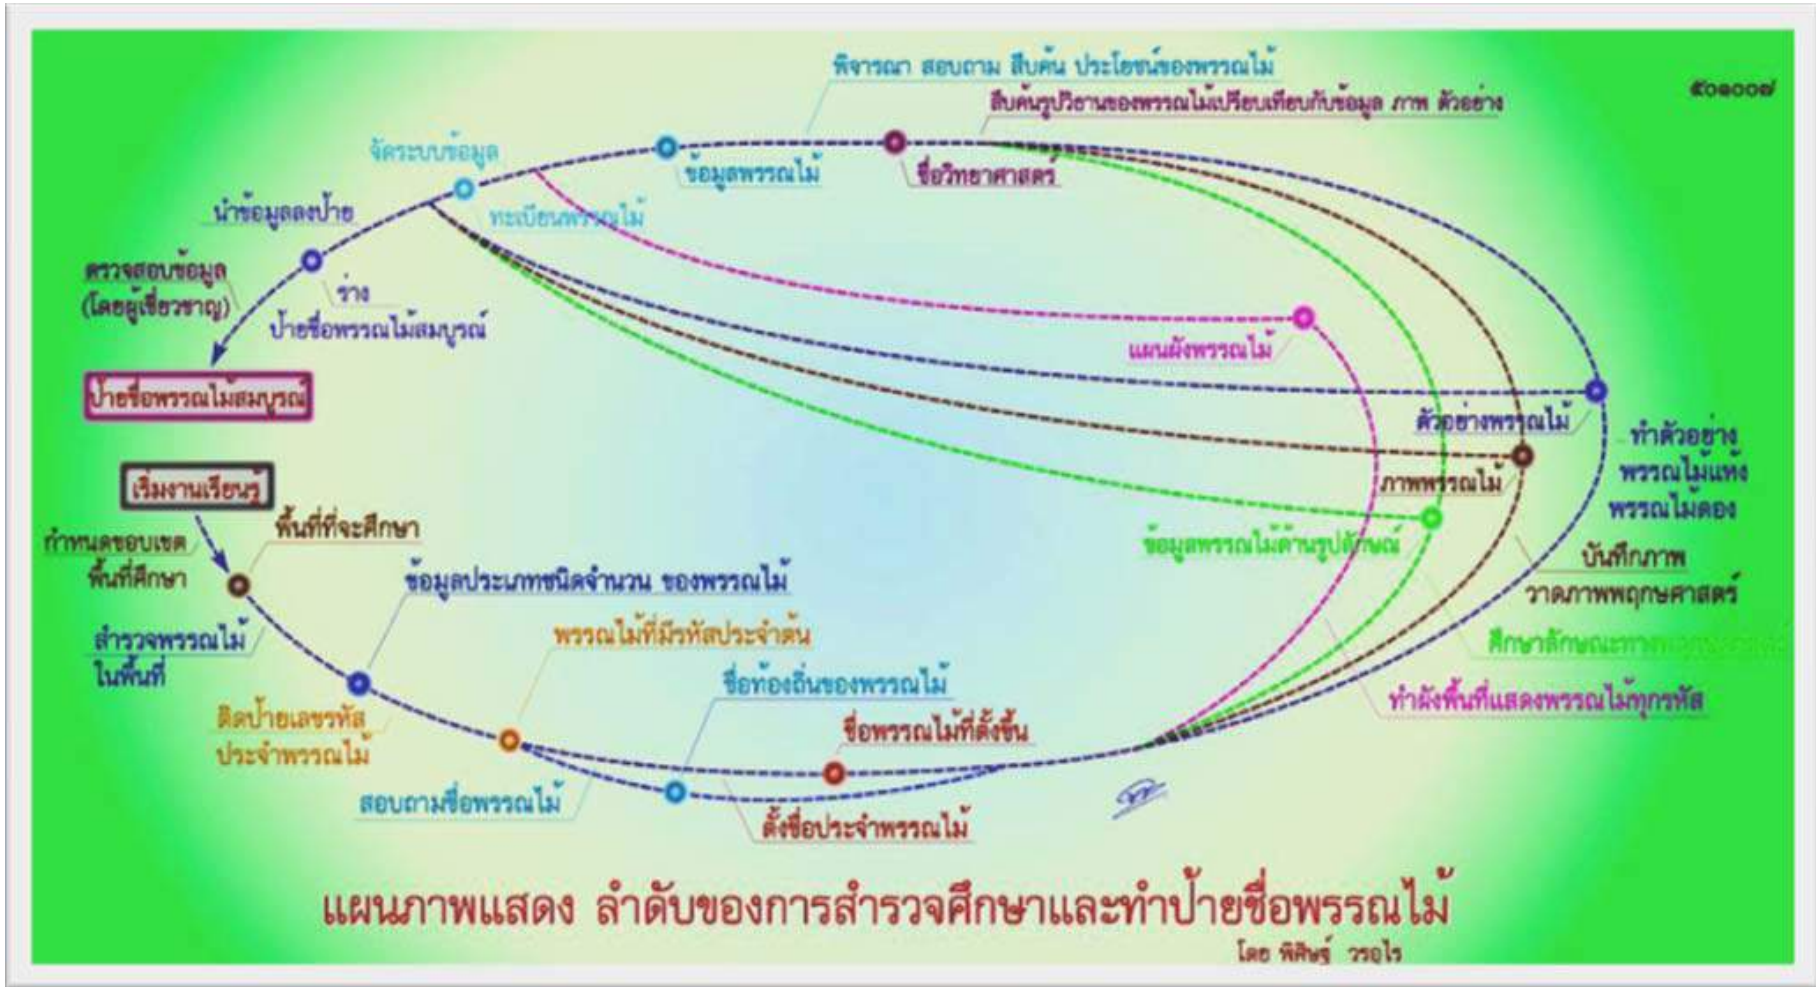 พิจารณา สอบถาม สืบค้น ประโยชน์ของพรรณไม้
๕๐๑๐๐๗
สืบค้นรูปวิธานของพรรณไม้เปรียบเทียบกับข้อมูล ภาพ ตัวอย่าง
จัดระบบข้อมูล
ข้อมูลพรรณไม้
ชื่อวิทยาศาสตร์
นำข้อมูลลงป้าย
ทะเบียนพรรณไม้
ตรวจสอบข้อมูล
(โดยผู้เชี่ยวชาญ)
ร่าง
ป้ายชื่อพรรณไม้สมบูรณ์
แผนผังพรรณไม้
ป้ายชื่อพรรณไม้สมบูรณ์
ตัวอย่างพรรณไม้
ทำตัวอย่าง
พรรณไม้แห้ง
พรรณไม้ดอง
ภาพพรรณไม้
เริ่มงานเรียนรู้
พื้นที่ที่จะศึกษา
กำหนดขอบเขต
พื้นที่ศึกษา
ข้อมูลพรรณไม้ด้านรูปลักษณ์
บันทึกภาพ
วาดภาพพฤกษศาสตร์
ข้อมูลประเภทชนิดจำนวน ของพรรณไม้
สำรวจพรรณไม้
ในพื้นที่
พรรณไม้ที่มีรหัสประจำต้น
ศึกษาลักษณะทาง
ชื่อท้องถิ่นของพรรณไม้
ทำผังพื้นที่แสดงพรรณไม้ทุกรหัส
ติดป้ายเลขรหัส
ประจำพรรณไม้
ชื่อพรรณไม้ที่ตั้งขึ้น
สอบถามชื่อพรรณไม้
ตั้งชื่อประจำพรรณไม้
แผนภาพแสดง ลำดับของการสำรวจศึกษาและทำป้ายชื่อพรรณไม้
โดย พิศิษฐ์ วรอุไร